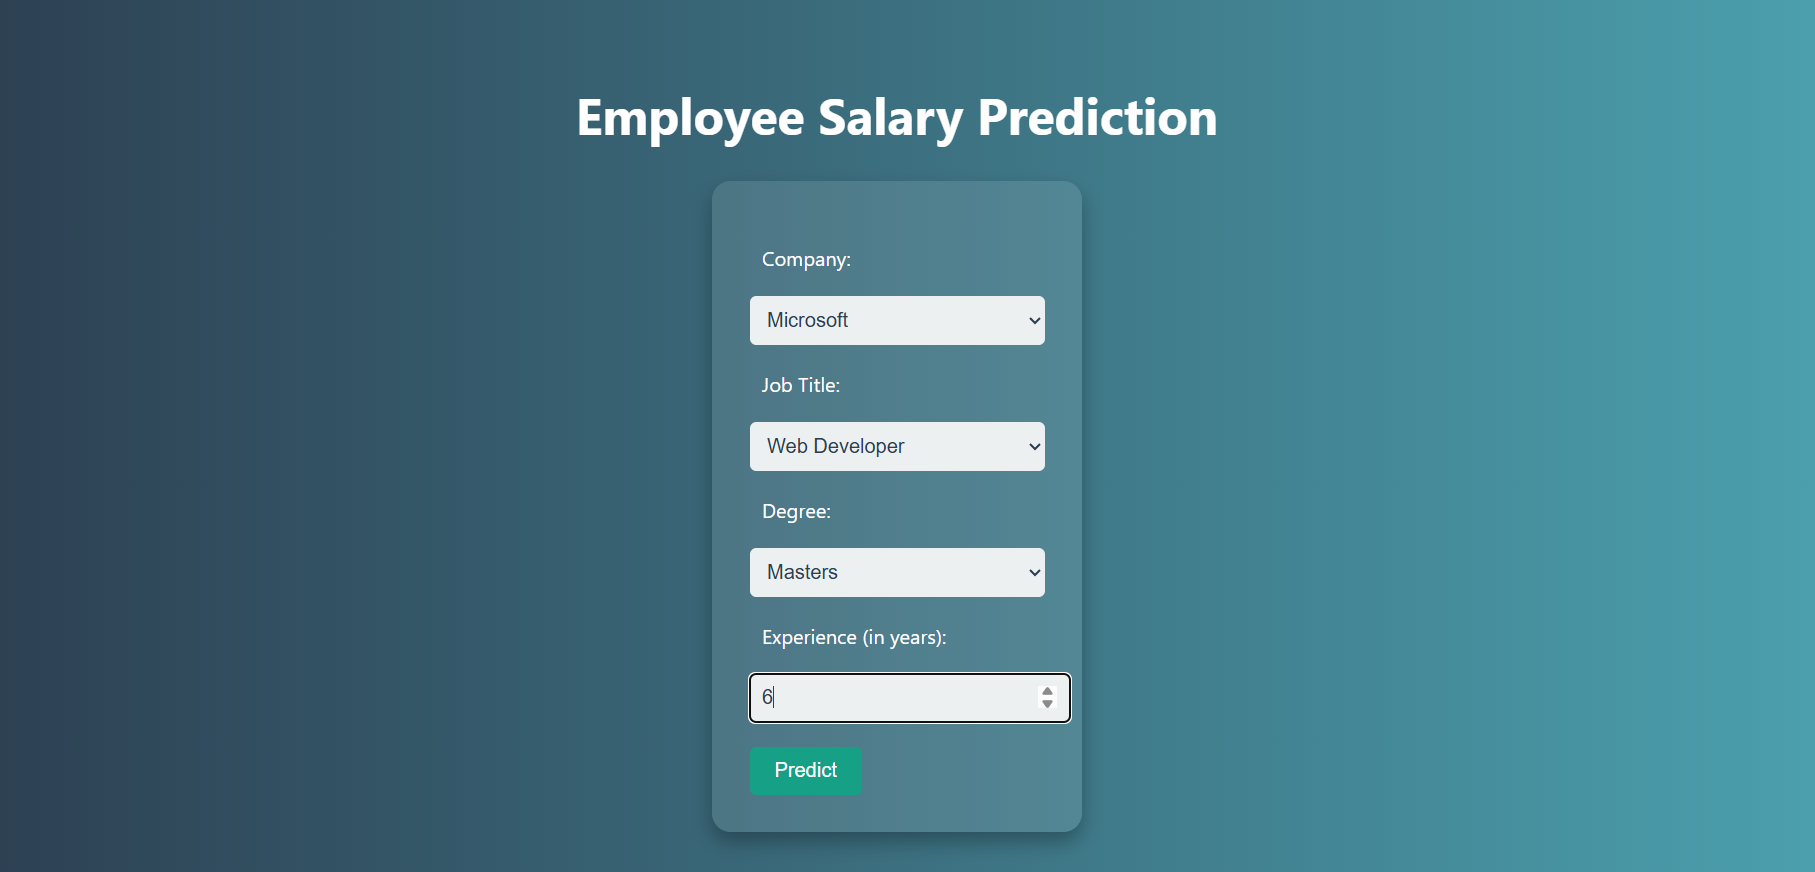 Employee Salary Prediction
Company:
Microsoft
Job Title:
Web Developer
Degree:
Masters
Experience (in years):
6
Predict